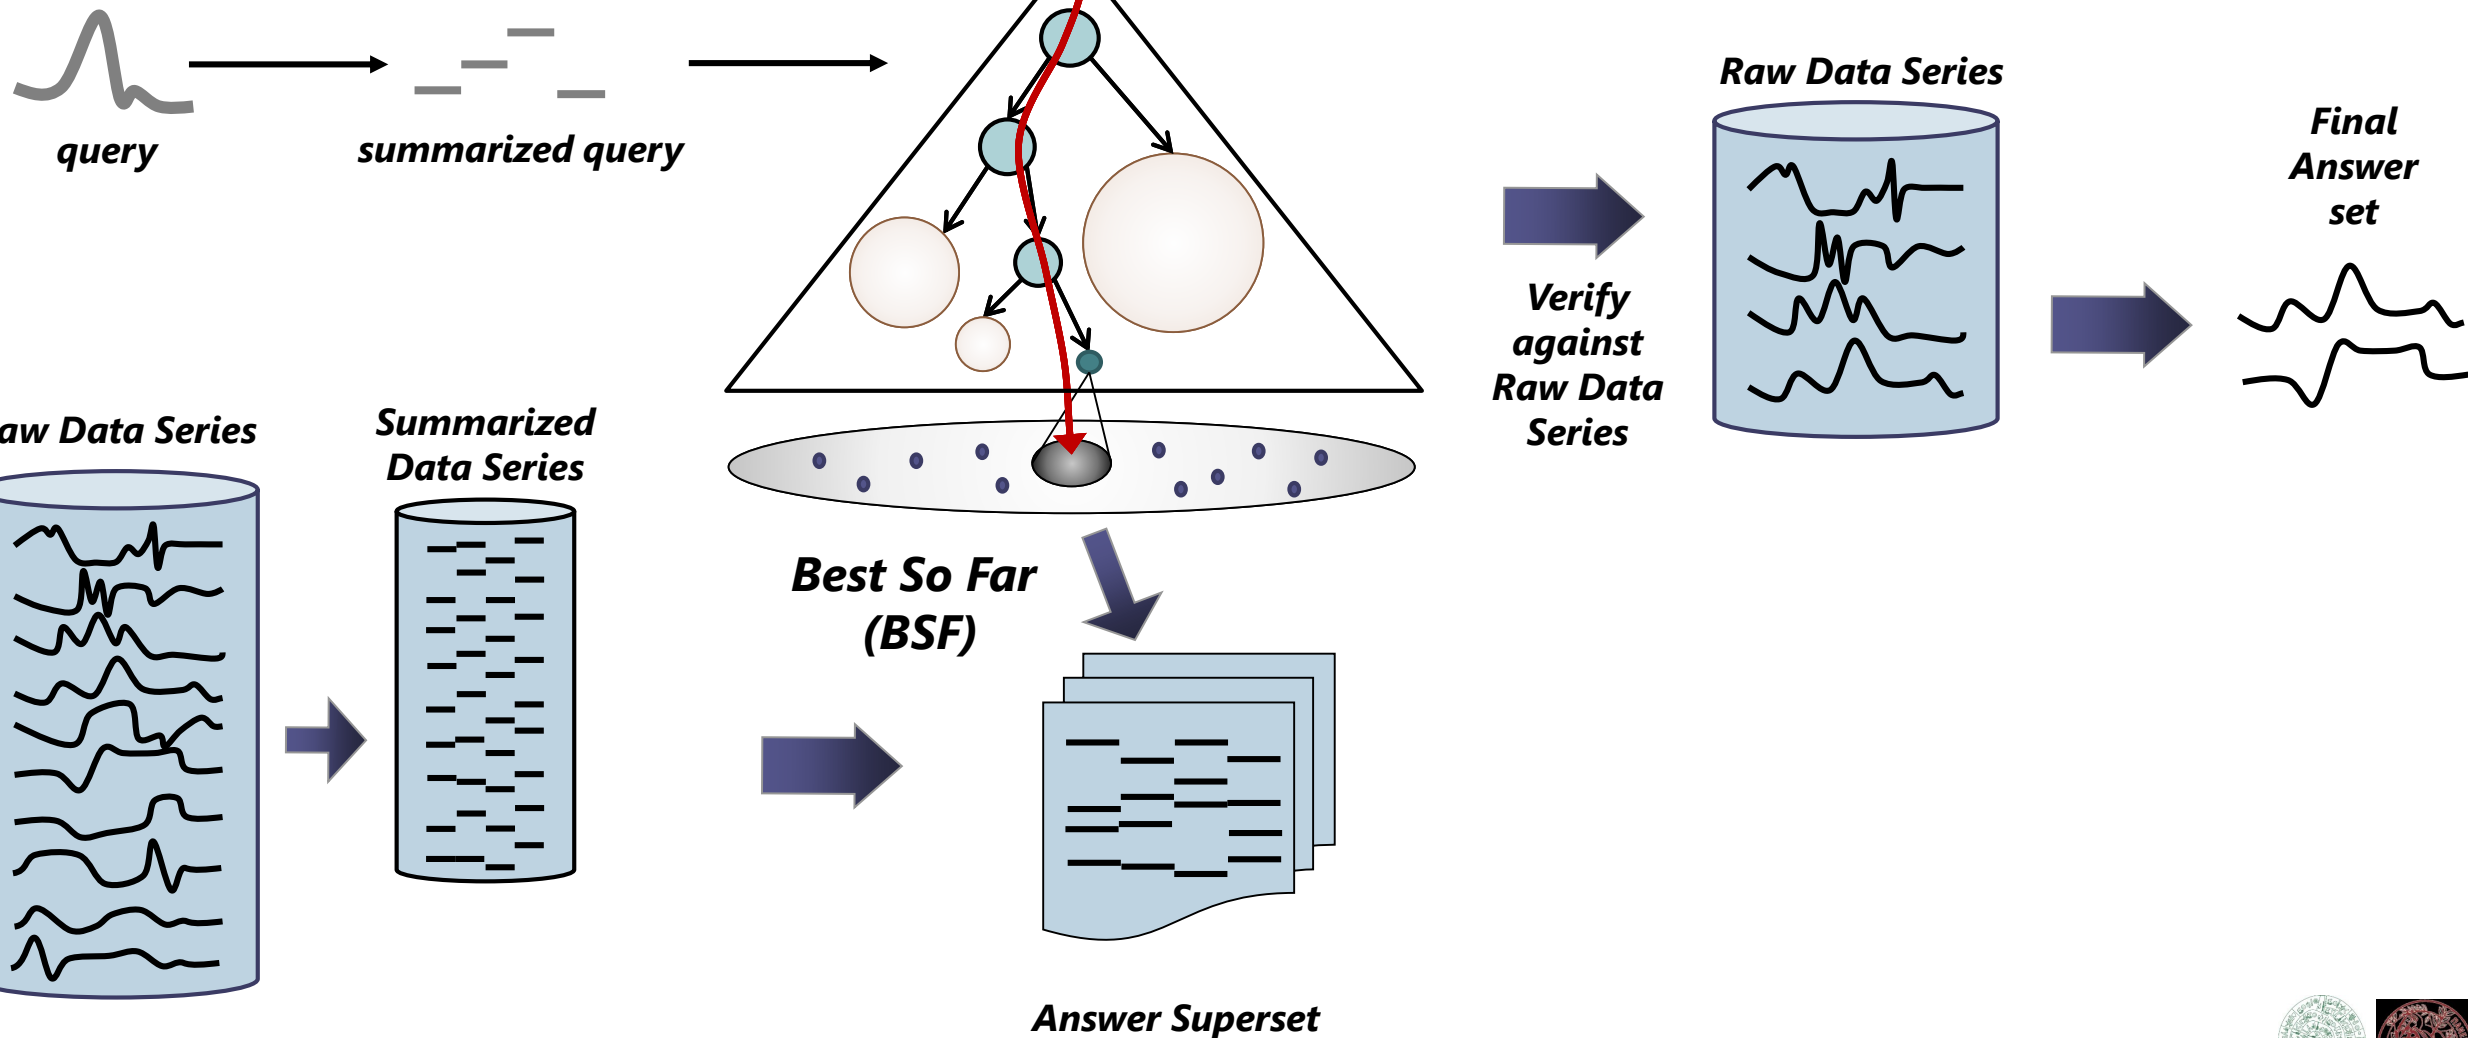 query
summarized query
Raw Data Series
Final
Answer
set
Verify
against
Raw Data
Series
aw Data Series
Summarized
Data Series
Best So Far
(BSF)
Answer Superset